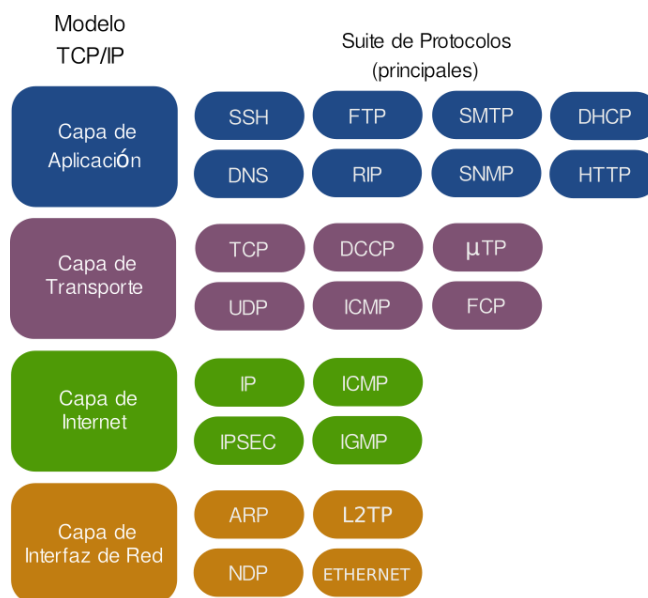 Modelo
TCP/IP
Suite de Protocolos
(principales)
Capa de
Aplicación
SSH FTP SMTP DHCP
DNS RIP SNMP HTTP
Capa de
Transporte
TCP DCCP µTP
UDP ICMP FCP
Capa de
Internet
IP ICMP
IPSEC IGMP
Capa de
Interfaz de Red
ARP L2TP
NDP ETHERNET